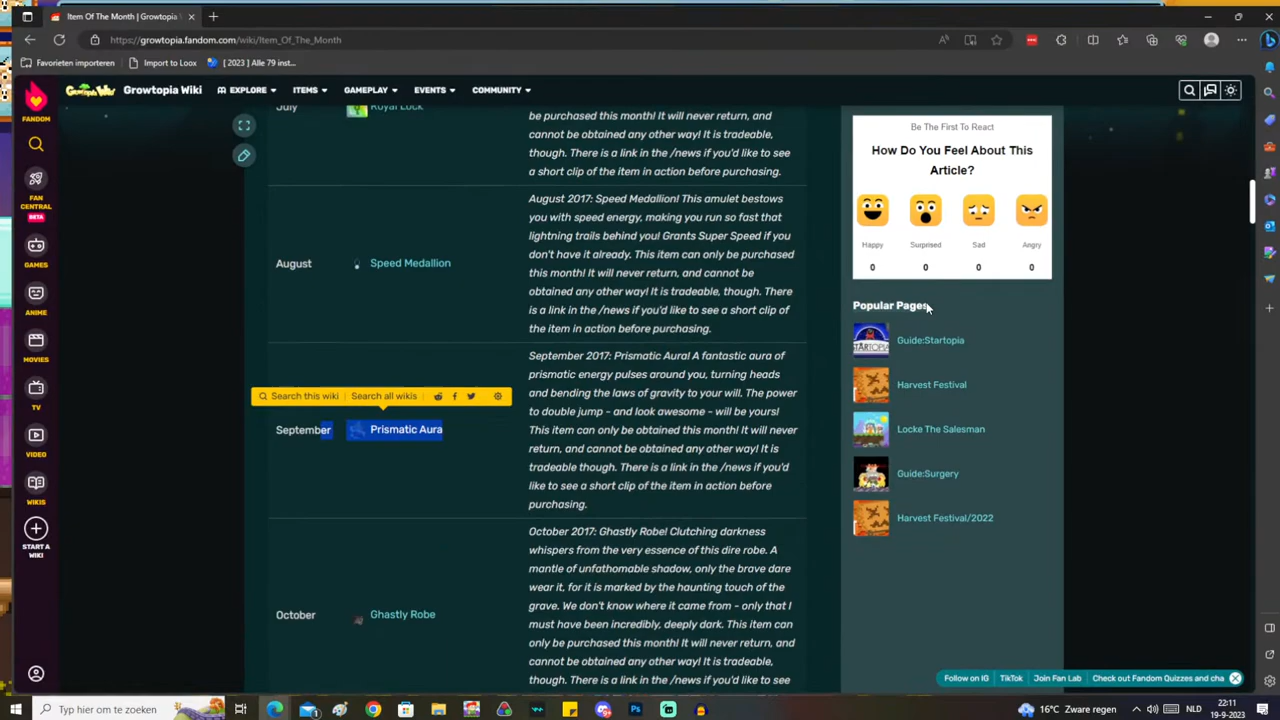 Item Of The Month | Growtopia
https://growtopia.fandom.com/wiki/Item_Of_The_Month
Favorieten importeren
Import to Loox
[ 2023 ] Alle 79 inst...
FANDOM
FAN CENTRAL
BETA
GAMES
ANIME
MOVIES
TV
VIDEO
WIKIS
START A WIKI
Growtopia Wiki
EXPLORE
ITEMS
GAMEPLAY
EVENTS
COMMUNITY
July
Royal Lock
be purchased this month! It will never return, and
cannot be obtained any other way! It is tradeable,
though. There is a link in the /news if you'd like to see
a short clip of the item in action before purchasing.
August
Speed Medallion
August 2017: Speed Medallion! This amulet bestows
you with speed energy, making you run so fast that
lightning trails behind you! Grants Super Speed if you
don't have it already. This item can only be purchased
this month! It will never return, and cannot be
obtained any other way! It is tradeable, though. There
is a link in the /news if you'd like to see a short clip of
the item in action before purchasing.
Search this wiki
Search all wikis
September
Prismatic Aura
September 2017: Prismatic Aura! A fantastic aura of
prismatic energy pulses around you, turning heads
and bending the laws of gravity to your will. The power
to double jump - and look awesome - will be yours!
This item can only be obtained this month! It will never
return, and cannot be obtained any other way! It is
tradeable though. There is a link in the /news if you'd
like to see a short clip of the item in action before
purchasing.
October
Ghastly Robe
October 2017: Ghastly Robe! Clutching darkness
whispers from the very essence of this dire robe. A
mantle of unfathomable shadow, only the brave dare
wear it, for it is marked by the haunting touch of the
grave. We don't know where it came from - only that I
must have been incredibly, deeply dark. This item can
only be purchased this month! It will never return, and
cannot be obtained any other way! It is tradeable,
though. There is a link in the /news if you'd like to see
Be The First To React
How Do You Feel About This
Article?
Happy
Surprised
Sad
Angry
0
0
0
0
Popular Pages
Guide:Startopia
Harvest Festival
Locke The Salesman
Guide:Surgery
Harvest Festival/2022
Follow on IG
TikTok
Join Fan Lab
Check out Fandom Quizzes and cha
Typ hier om te zoeken
16°C Zware regen
NLD
22:11
19-9-2023